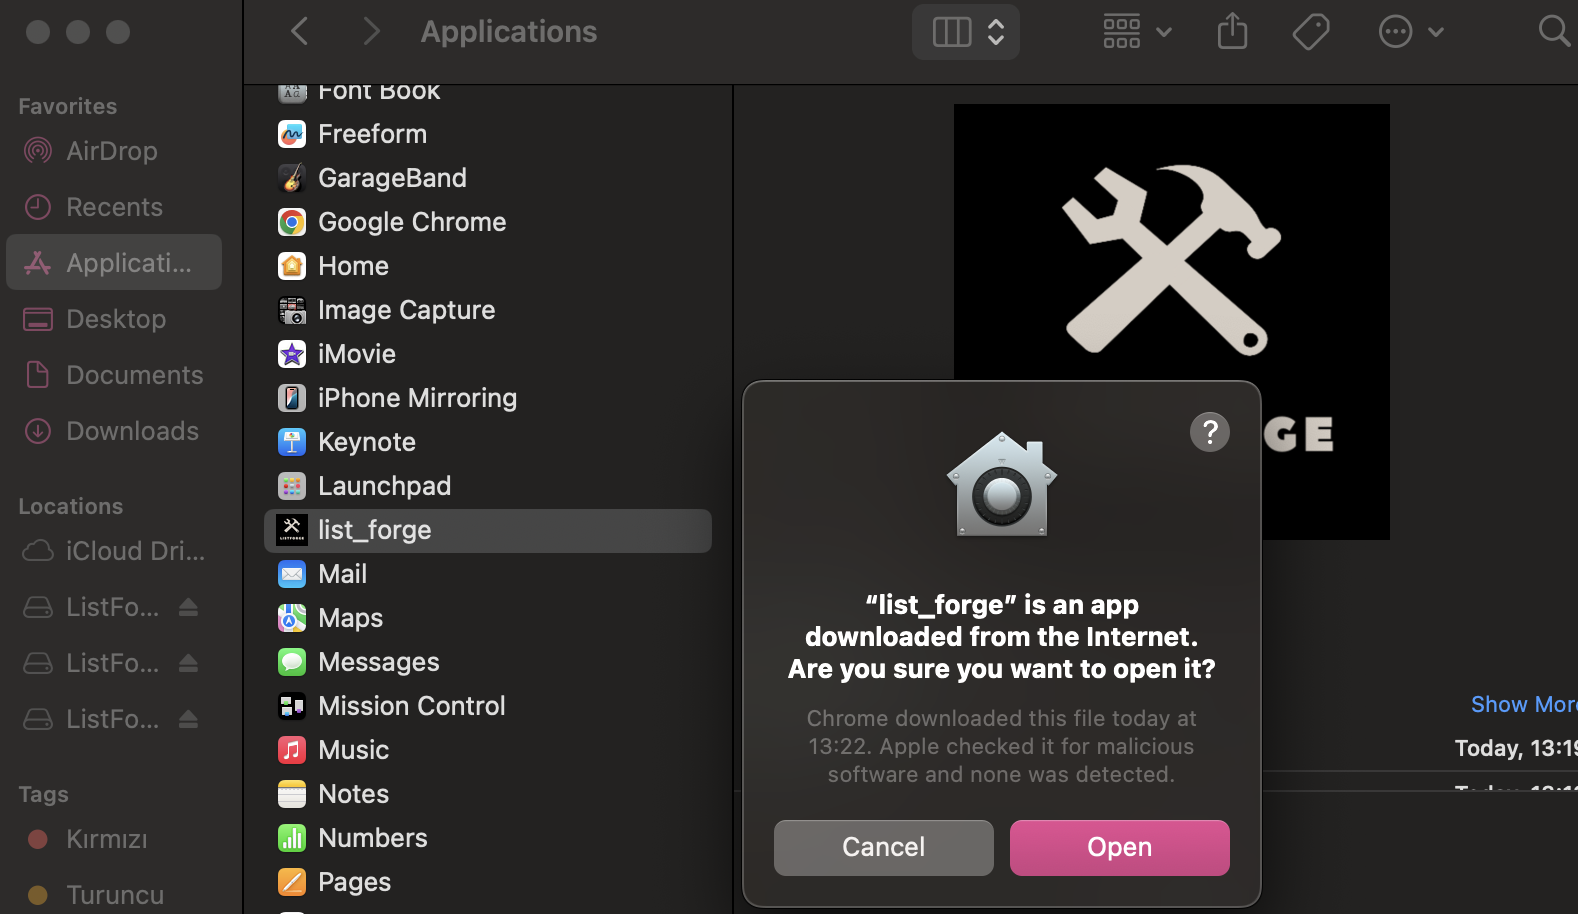 Applications
Favorites
AirDrop
Recents
Applicati...
Desktop
Documents
Downloads
Locations
iCloud Dri...
ListFo...
ListFo...
ListFo...
Tags
Kırmızı
Turuncu
Font Book
Freeform
GarageBand
Google Chrome
Home
Image Capture
iMovie
iPhone Mirroring
Keynote
Launchpad
list_forge
Mail
Maps
Messages
Mission Control
Music
Notes
Numbers
Pages
GE
?
“list_forge” is an app
downloaded from the Internet.
Are you sure you want to open it?
Chrome downloaded this file today at
13:22. Apple checked it for malicious
software and none was detected.
Cancel
Open
Show More
Today, 13:19